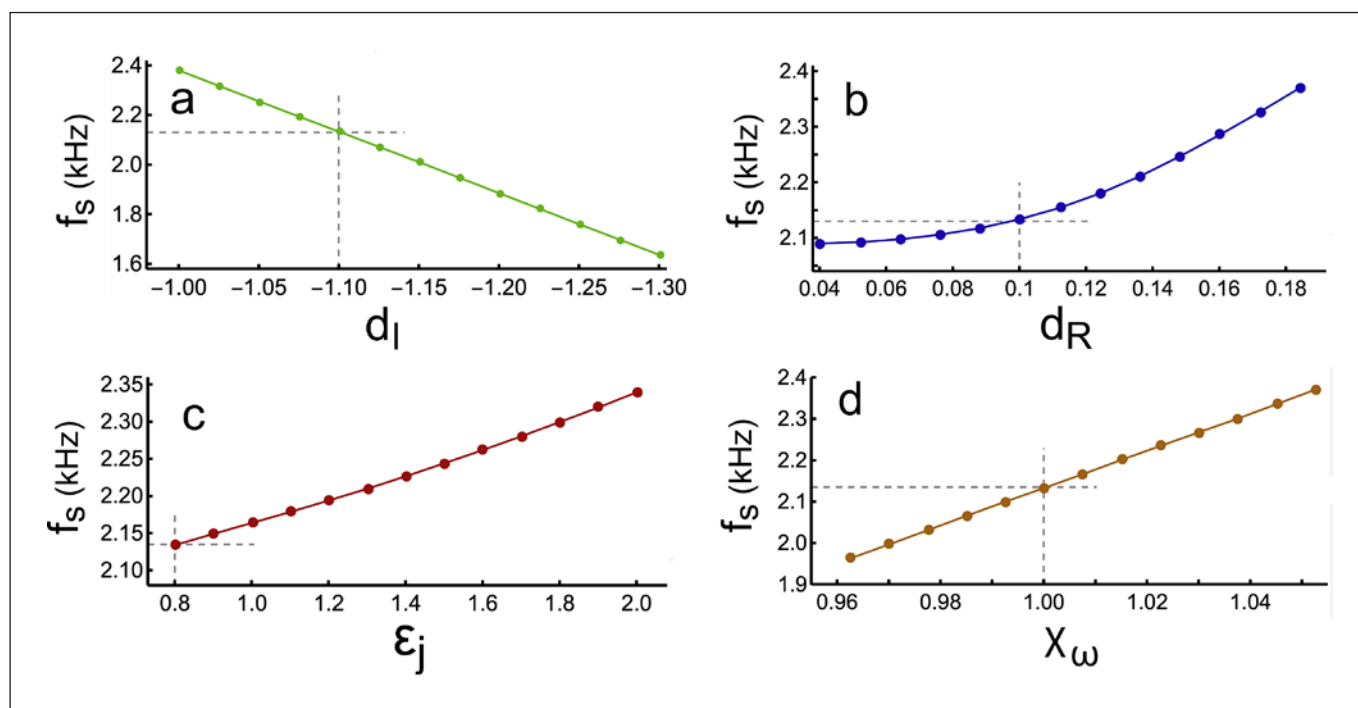 a
2.4
2.2
2.0
1.8
1.6
fs (kHz)
−1.00 −1.05 −1.10 −1.15 −1.20 −1.25 −1.30
dI
b
2.4
2.3
2.2
2.1
fs (kHz)
0.04 0.06 0.08 0.1 0.12 0.14 0.16 0.18
dR
c
2.35
2.30
2.25
2.20
2.15
2.10
fs (kHz)
0.8 1.0 1.2 1.4 1.6 1.8 2.0
εj
d
2.4
2.3
2.2
2.1
2.0
1.9
fs (kHz)
0.96 0.98 1.00 1.02 1.04
χω